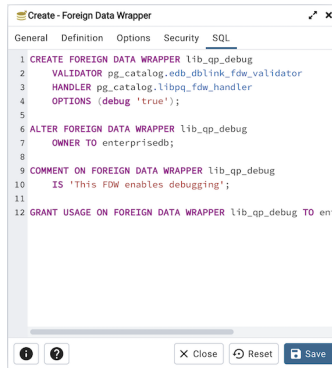 Create - Foreign Data Wrapper
General Definition Options Security SQL
1 CREATE FOREIGN DATA WRAPPER lib_qp_debug
2 VALIDATOR pg_catalog.edb_dblink_fdw_validator
3 HANDLER pg_catalog.libpq_fdw_handler
4 OPTIONS (debug 'true');
5
6 ALTER FOREIGN DATA WRAPPER lib_qp_debug
7 OWNER TO enterprisedb;
8
9 COMMENT ON FOREIGN DATA WRAPPER lib_qp_debug
10 IS 'This FDW enables debugging';
11
12 GRANT USAGE ON FOREIGN DATA WRAPPER lib_qp_debug TO en
Close Reset Save